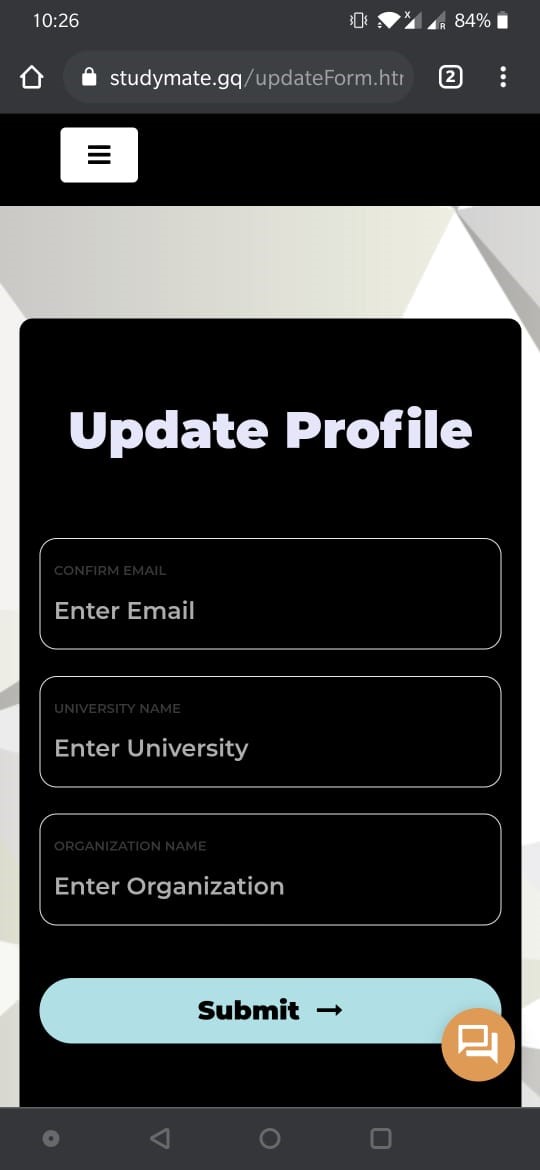 10:26
84%
studymate.gq/updateForm.htr
2
Update Profile
CONFIRM EMAIL
Enter Email
UNIVERSITY NAME
Enter University
ORGANIZATION NAME
Enter Organization
Submit →